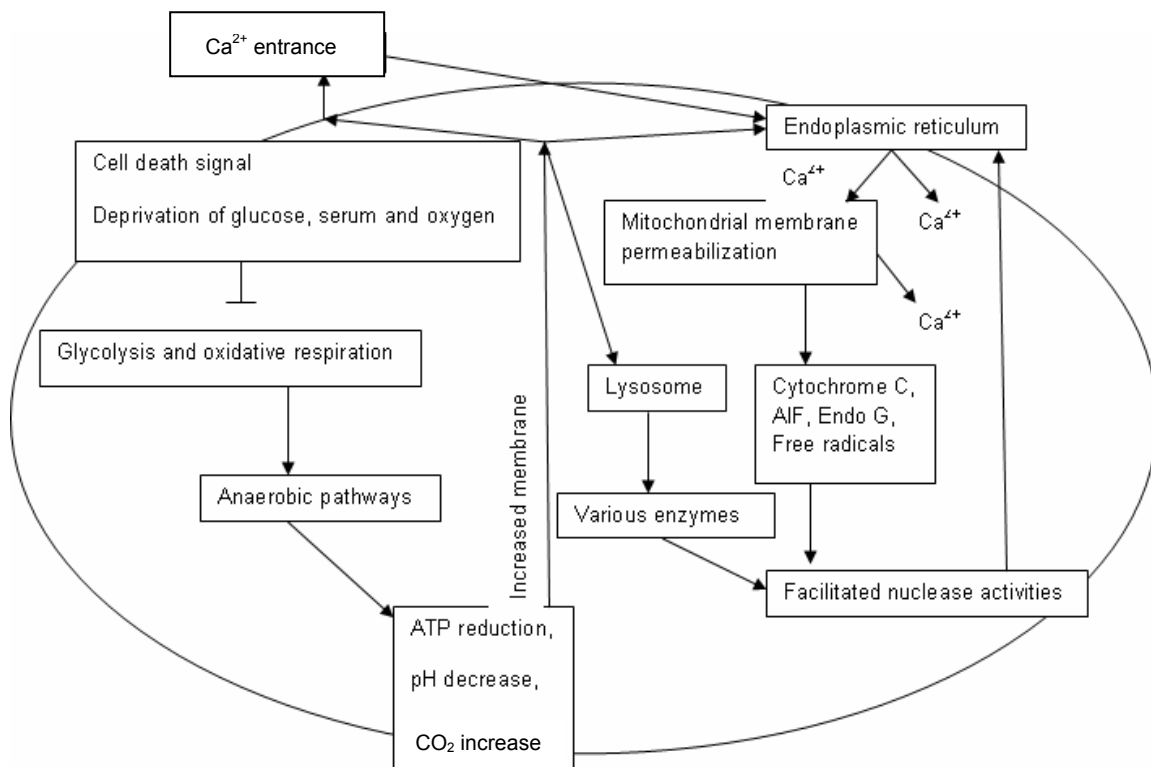 Ca²⁺ entrance
Endoplasmic reticulum
Cell death signal
Deprivation of glucose, serum and oxygen
Ca²⁺
Ca²⁺
Mitochondrial membrane
permeabilization
Ca²⁺
Glycolysis and oxidative respiration
Lysosome
Cytochrome C,
AIF, Endo G,
Free radicals
Increased membrane
Anaerobic pathways
Various enzymes
Facilitated nuclease activities
ATP reduction,
pH decrease,
CO₂ increase